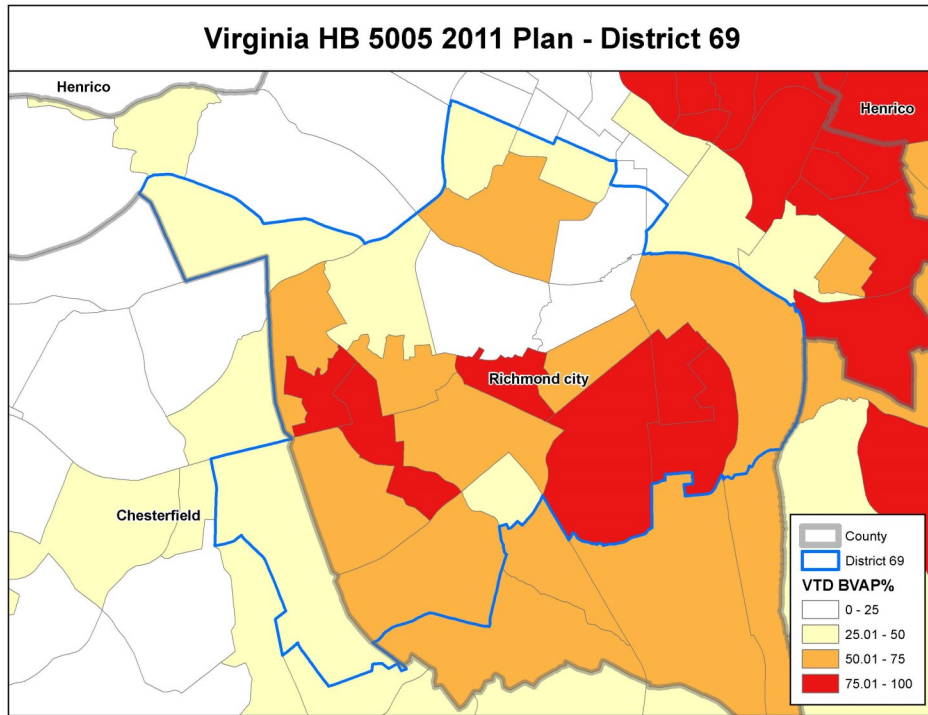 Virginia HB 5005 2011 Plan - District 69
Henrico
Henrico
Richmond city
Chesterfield
County
District 69
VTD BVAP%
0 - 25
25.01 - 50
50.01 - 75
75.01 - 100